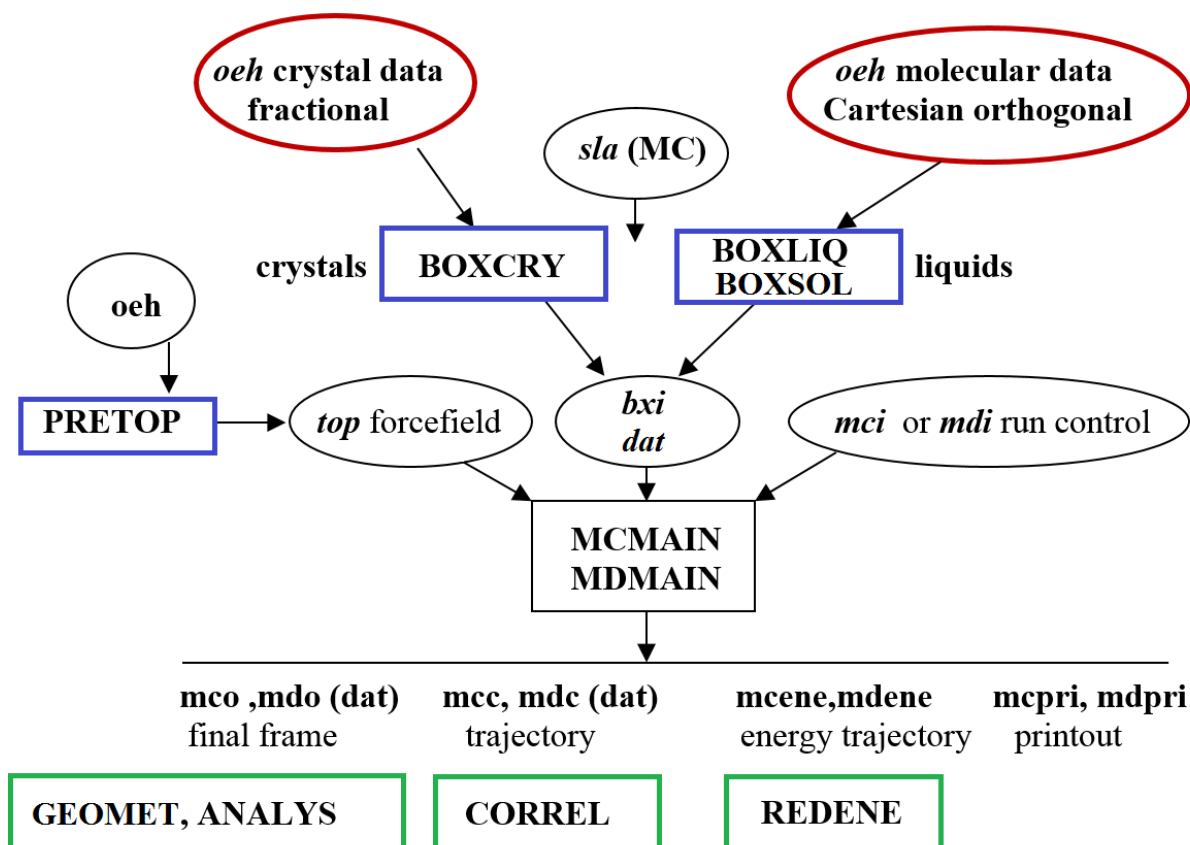 oeh crystal data
fractional
oeh molecular data
Cartesian orthogonal
sla (MC)
crystals
BOXCRY
BOXLIQ
BOXSOL
liquids
oeh
PRETOP
top forcefield
bxi
dat
mci or mdi run control
MCMAIN
MDMAIN
mco ,mdo (dat)
final frame
mcc, mdc (dat)
trajectory
mcene,mdene
energy trajectory
mcpri, mdpri
printout
GEOMET, ANALYS
CORREL
REDENE